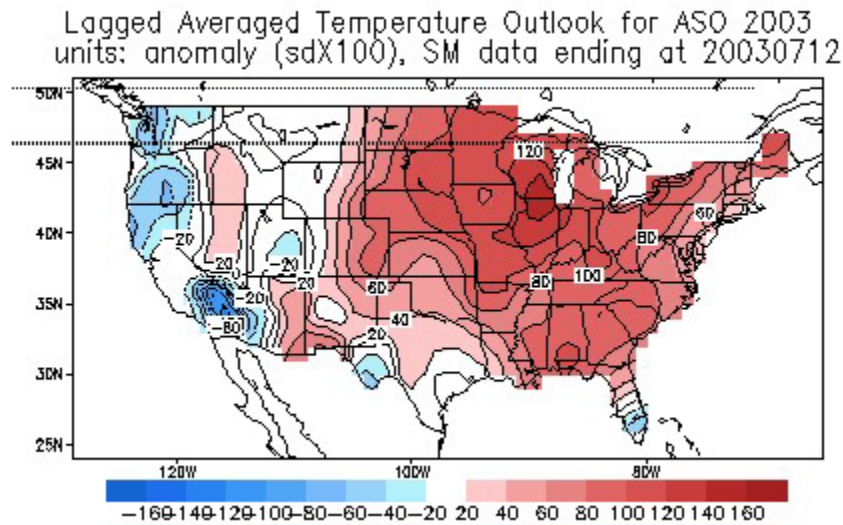 Lagged Averaged Temperature Outlook for ASO 2003
units: anomaly (sdX100), SM data ending at 20030712
50N
45N
40N
35N
30N
25N
120
60
80
-20
-20
20
20
-20
60
80
100
-80
40
20
120W
100W
80W
-160 -140 -120 -100 -80 -60 -40 -20 20 40 60 80 100 120 140 160